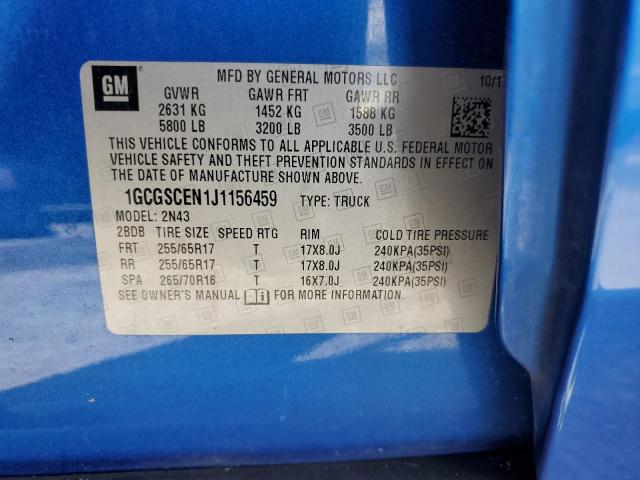 GM
MFD BY GENERAL MOTORS LLC 10/1
GVWR GAWR FRT GAWR RR
2631 KG 1452 KG 1588 KG
5800 LB 3200 LB 3500 LB
THIS VEHICLE CONFORMS TO ALL APPLICABLE U.S. FEDERAL MOTOR
VEHICLE SAFETY AND THEFT PREVENTION STANDARDS IN EFFECT ON
THE DATE OF MANUFACTURE SHOWN ABOVE.
1GCGSCEN1J1156459 TYPE: TRUCK
MODEL: 2N43
2BDB TIRE SIZE SPEED RTG RIM COLD TIRE PRESSURE
FRT 255/65R17 T 17X8.0J 240KPA(35PSI)
RR 255/65R17 T 17X8.0J 240KPA(35PSI)
SPA 265/70R16 T 16X7.0J 240KPA(35PSI)
SEE OWNER'S MANUAL FOR MORE INFORMATION.